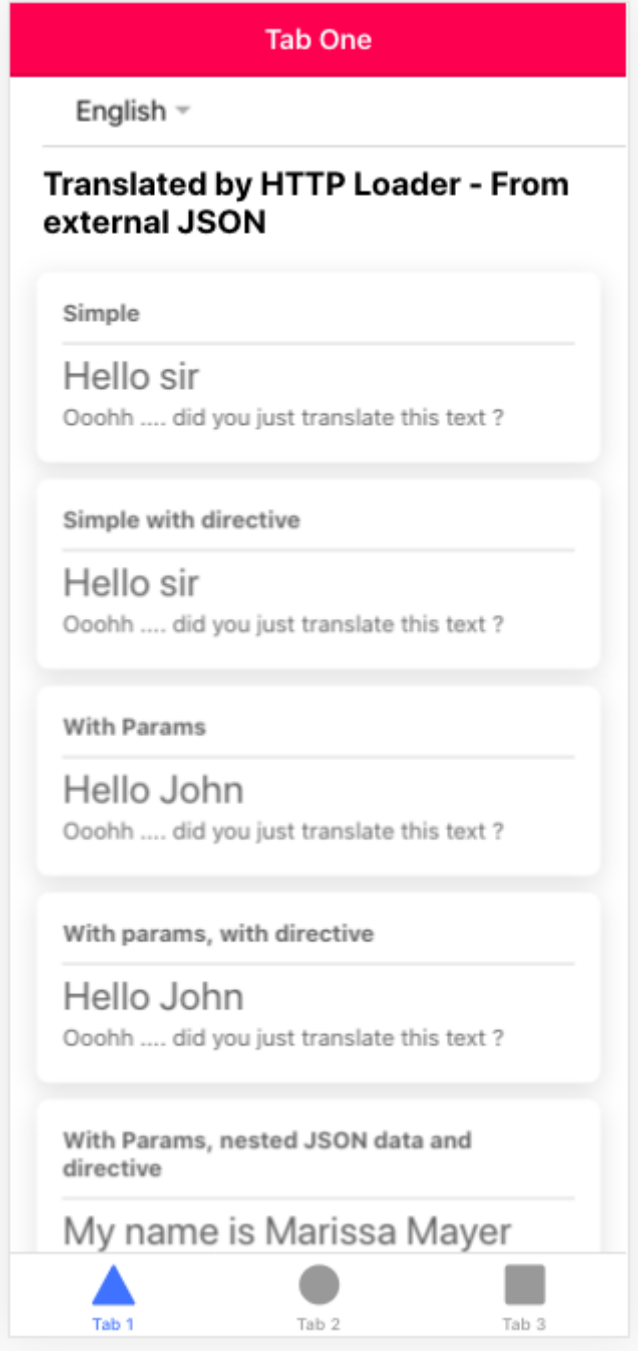 Tab One
English
Translated by HTTP Loader - From
external JSON
Simple
Hello sir
Ooohh .... did you just translate this text ?
Simple with directive
Hello sir
Ooohh .... did you just translate this text ?
With Params
Hello John
Ooohh .... did you just translate this text ?
With params, with directive
Hello John
Ooohh .... did you just translate this text ?
With Params, nested JSON data and
directive
My name is Marissa Mayer
Tab 1 Tab 2 Tab 3